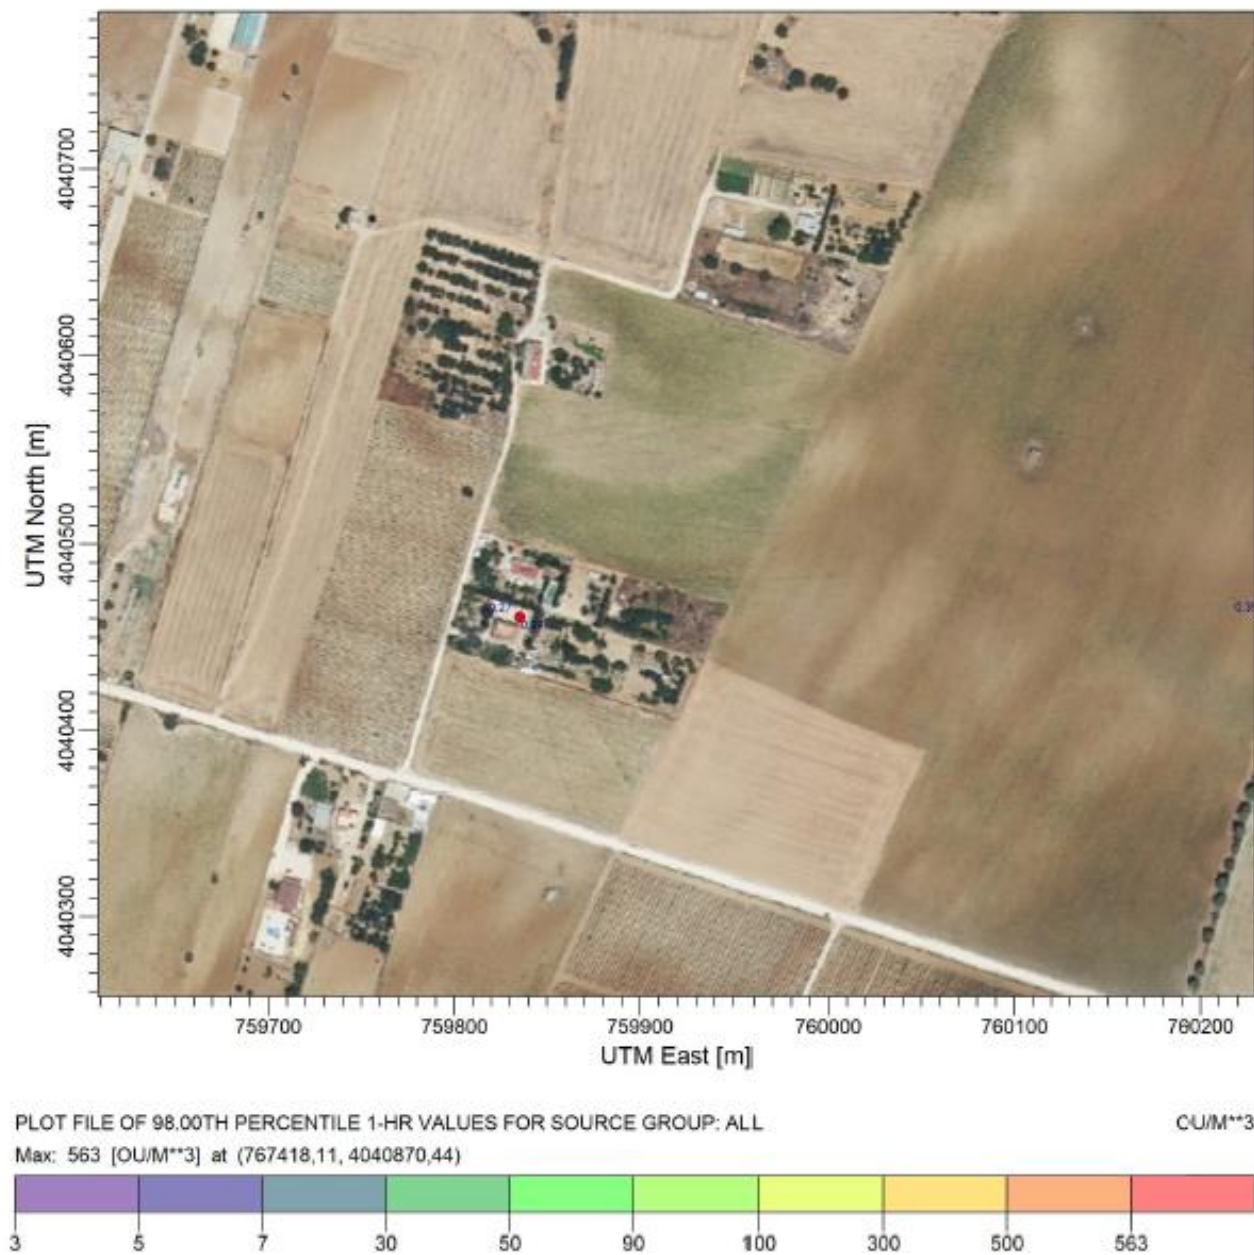 4040700
4040600
4040500
4040400
4040300
UTM North [m]
0.27
759700 759800 759900 760000 760100 760200
UTM East [m]
PLOT FILE OF 98.00TH PERCENTILE 1-HR VALUES FOR SOURCE GROUP: ALL
OU/M**3
Max: 563 [OU/M**3] at (767418,11, 4040870,44)
3 5 7 30 50 90 100 300 500 563